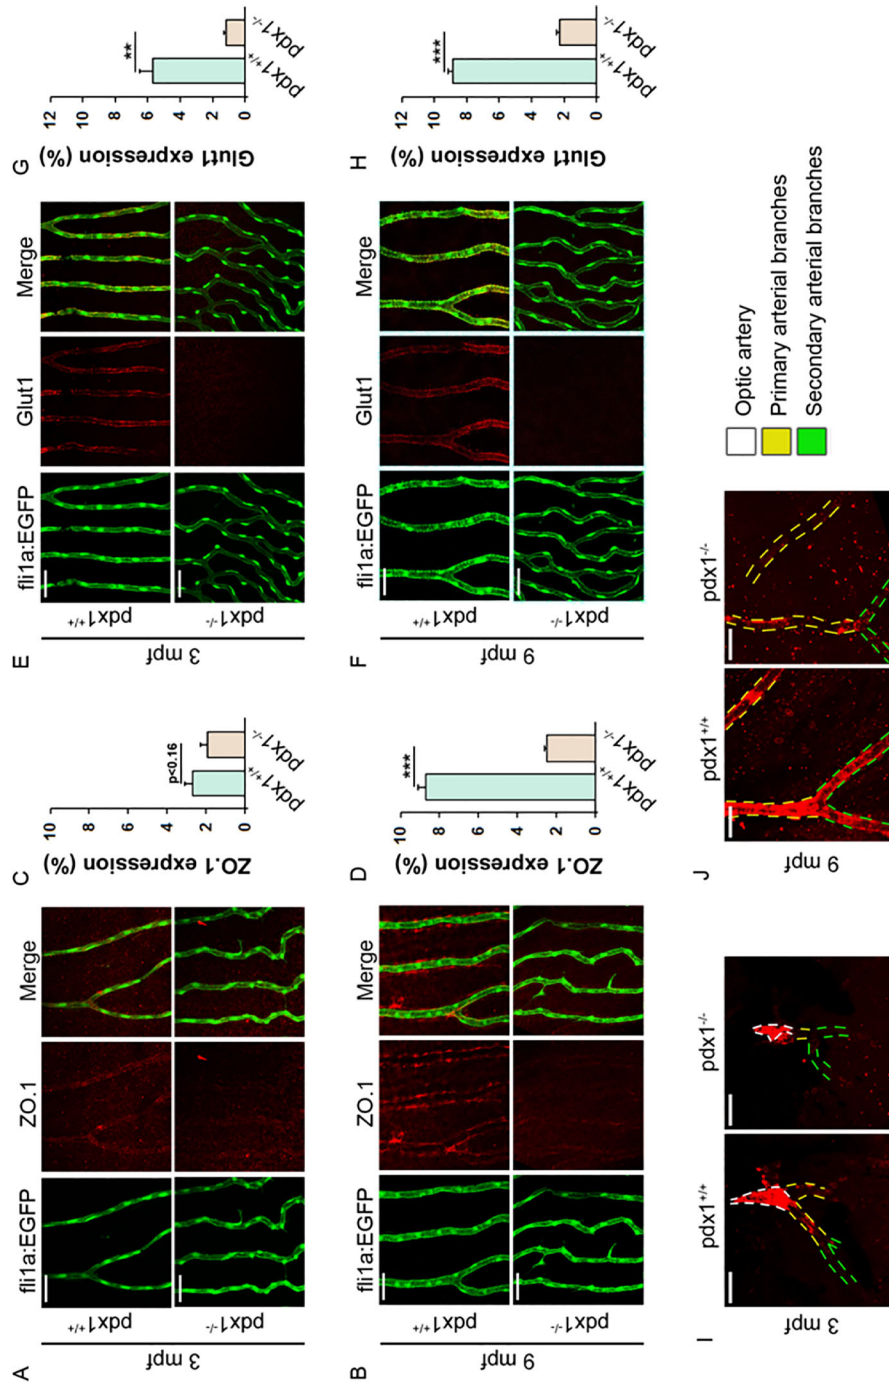 A
fli1a:EGFP
ZO.1
Merge
3 mpf
pdx1+/+
pdx1-/-
C
ZO.1 expression (%)
10
8
6
4
2
0
p<0.16
pdx1+/+
pdx1-/-
E
fli1a:EGFP
Glut1
Merge
3 mpf
pdx1+/+
pdx1-/-
G
Glut1 expression (%)
12
10
8
6
4
2
0
**
pdx1+/+
pdx1-/-
B
fli1a:EGFP
ZO.1
Merge
9 mpf
pdx1+/+
pdx1-/-
D
ZO.1 expression (%)
10
8
6
4
2
0
***
pdx1+/+
pdx1-/-
F
fli1a:EGFP
Glut1
Merge
9 mpf
pdx1+/+
pdx1-/-
H
Glut1 expression (%)
12
10
8
6
4
2
0
***
pdx1+/+
pdx1-/-
I
pdx1+/+
pdx1-/-
3 mpf
J
pdx1+/+
pdx1-/-
9 mpf
Optic artery
Primary arterial branches
Secondary arterial branches